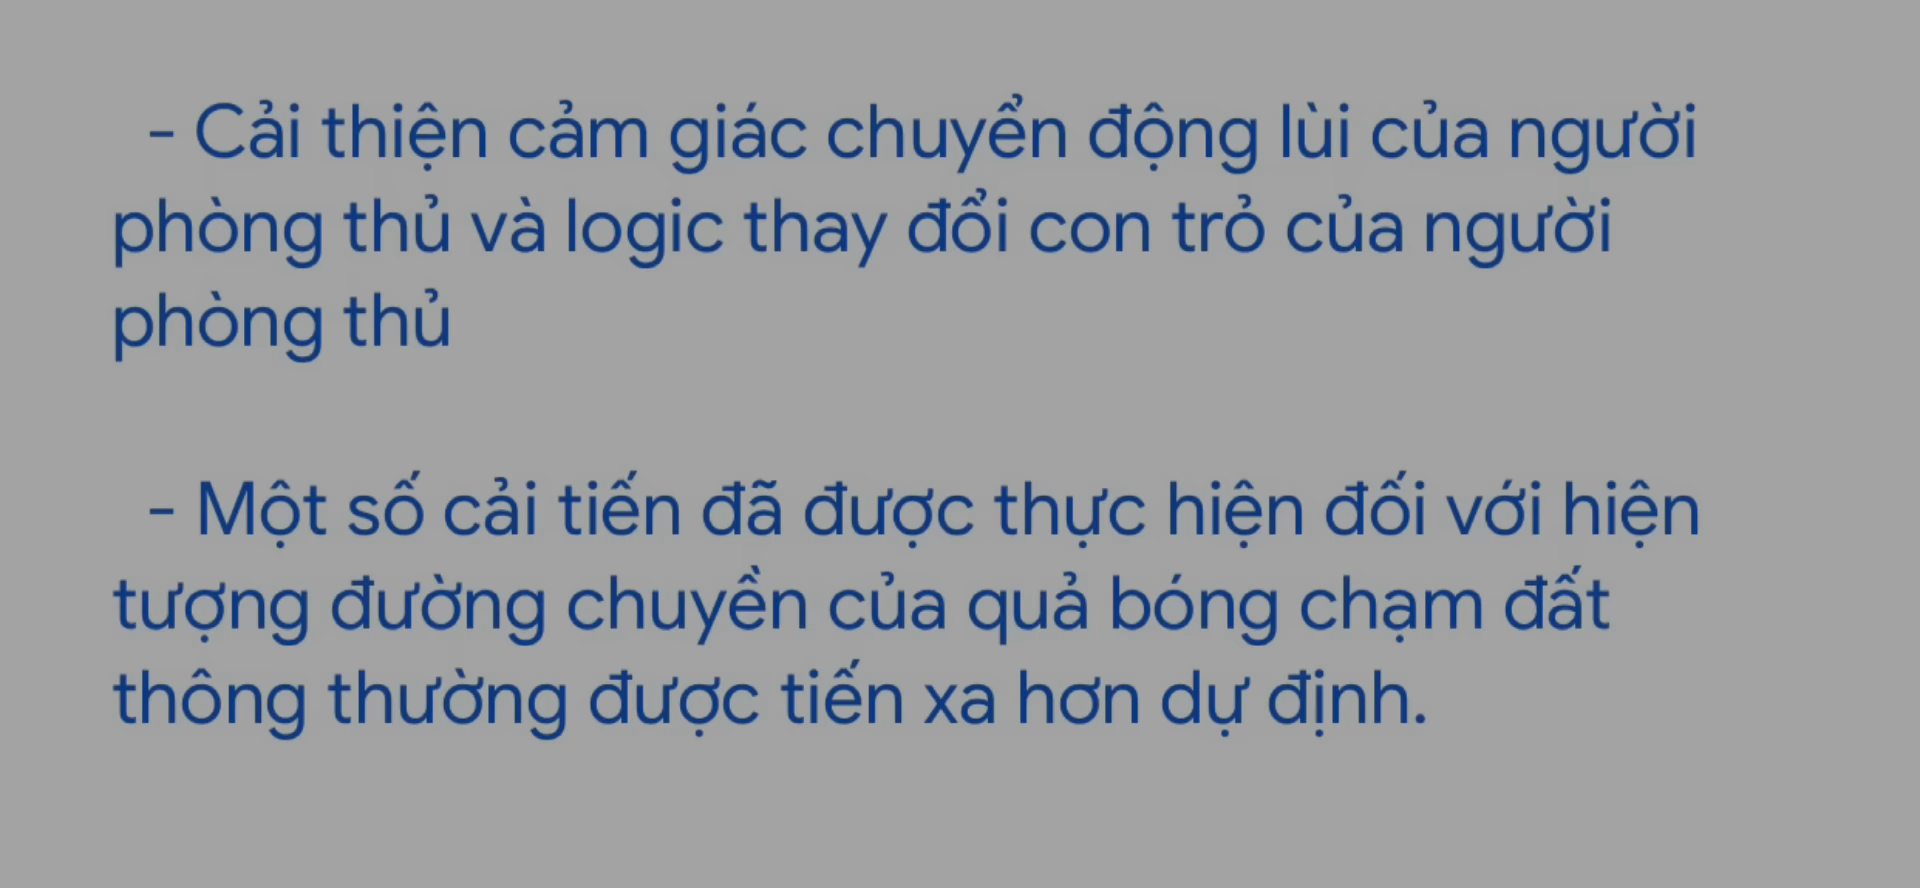 - Cải thiện cảm giác chuyển động lùi của người
phòng thủ và logic thay đổi con trỏ của người
phòng thủ
- Một số cải tiến đã được thực hiện đối với hiện
tượng đường chuyền của quả bóng chạm đất
thông thường được tiến xa hơn dự định.